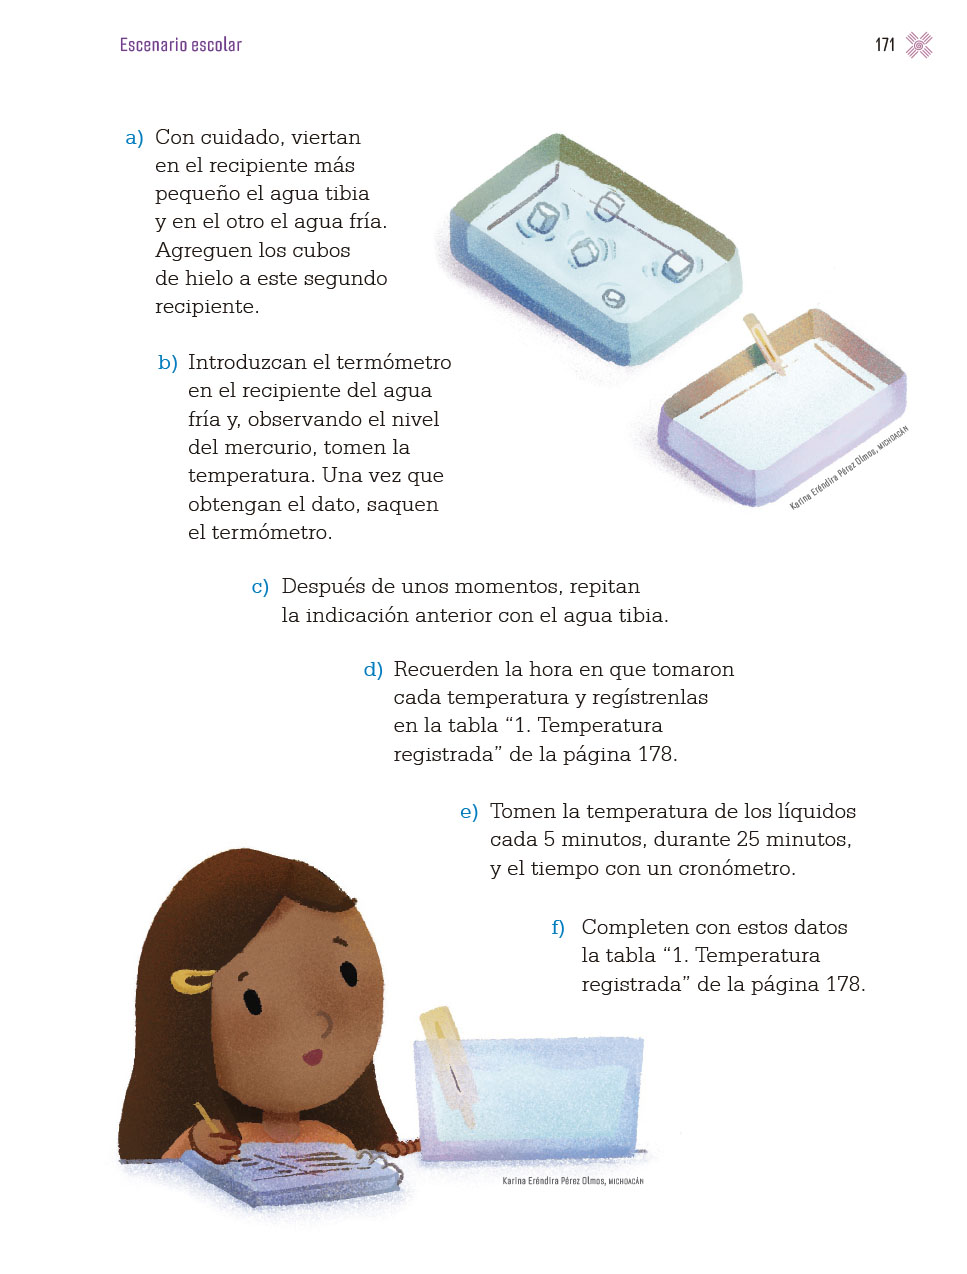 Escenario escolar
171
a) Con cuidado, viertan
en el recipiente más
pequeño el agua tibia
y en el otro el agua fría.
Agreguen los cubos
de hielo a este segundo
recipiente.
b) Introduzcan el termómetro
en el recipiente del agua
fría y, observando el nivel
del mercurio, tomen la
temperatura. Una vez que
obtengan el dato, saquen
el termómetro.
Karina Eréndira Pérez Olmos, MICHOACÁN
c) Después de unos momentos, repitan
la indicación anterior con el agua tibia.
d) Recuerden la hora en que tomaron
cada temperatura y regístrenlas
en la tabla “1. Temperatura
registrada” de la página 178.
e) Tomen la temperatura de los líquidos
cada 5 minutos, durante 25 minutos,
y el tiempo con un cronómetro.
f) Completen con estos datos
la tabla “1. Temperatura
registrada” de la página 178.
Karina Eréndira Pérez Olmos, MICHOACÁN